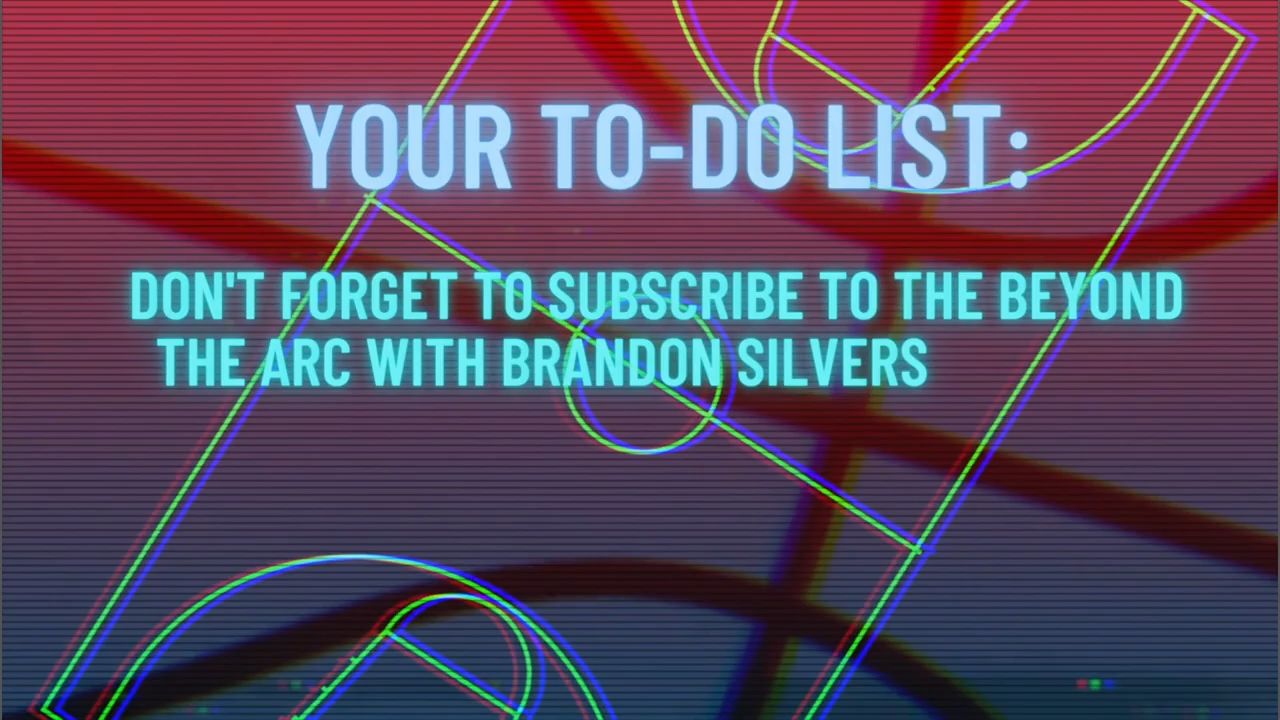 YOUR TO-DO LIST:
DON'T FORGET TO SUBSCRIBE TO THE BEYOND
THE ARC WITH BRANDON SILVERS